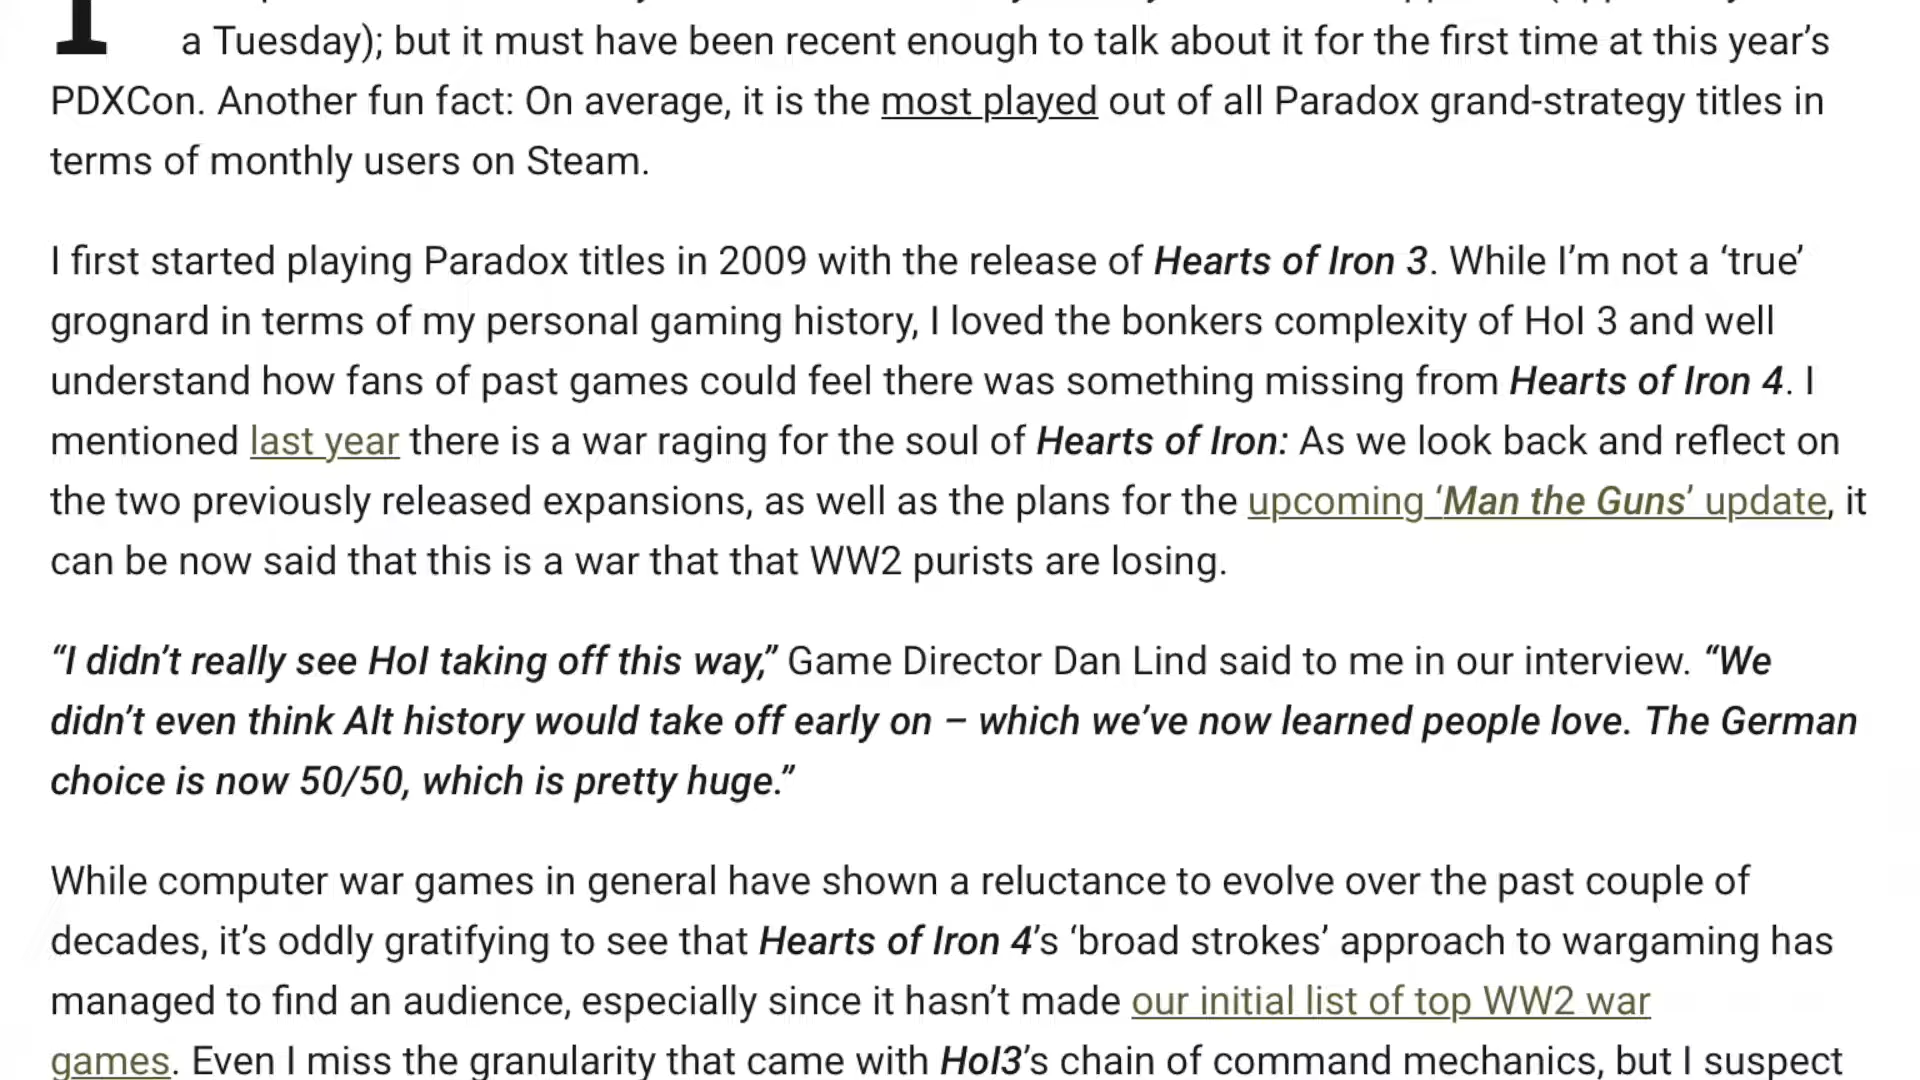 a Tuesday); but it must have been recent enough to talk about it for the first time at this year’s
PDXCon. Another fun fact: On average, it is the most played out of all Paradox grand-strategy titles in
terms of monthly users on Steam.
I first started playing Paradox titles in 2009 with the release of Hearts of Iron 3. While I’m not a ‘true’
grognard in terms of my personal gaming history, I loved the bonkers complexity of HoI 3 and well
understand how fans of past games could feel there was something missing from Hearts of Iron 4. I
mentioned last year there is a war raging for the soul of Hearts of Iron: As we look back and reflect on
the two previously released expansions, as well as the plans for the upcoming ‘Man the Guns’ update, it
can be now said that this is a war that that WW2 purists are losing.
“I didn’t really see HoI taking off this way,” Game Director Dan Lind said to me in our interview. “We
didn’t even think Alt history would take off early on – which we’ve now learned people love. The German
choice is now 50/50, which is pretty huge.”
While computer war games in general have shown a reluctance to evolve over the past couple of
decades, it’s oddly gratifying to see that Hearts of Iron 4’s ‘broad strokes’ approach to wargaming has
managed to find an audience, especially since it hasn’t made our initial list of top WW2 war
games. Even I miss the granularity that came with HoI3’s chain of command mechanics, but I suspect